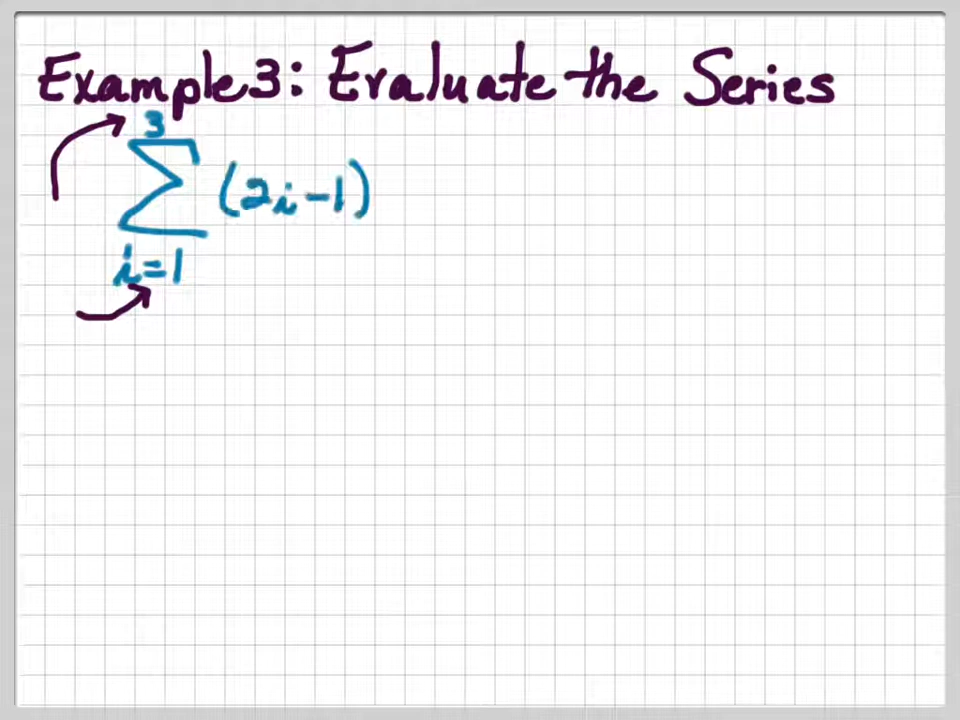 Example 3: Evaluate the Series
3
∑ (2i-1)
i=1